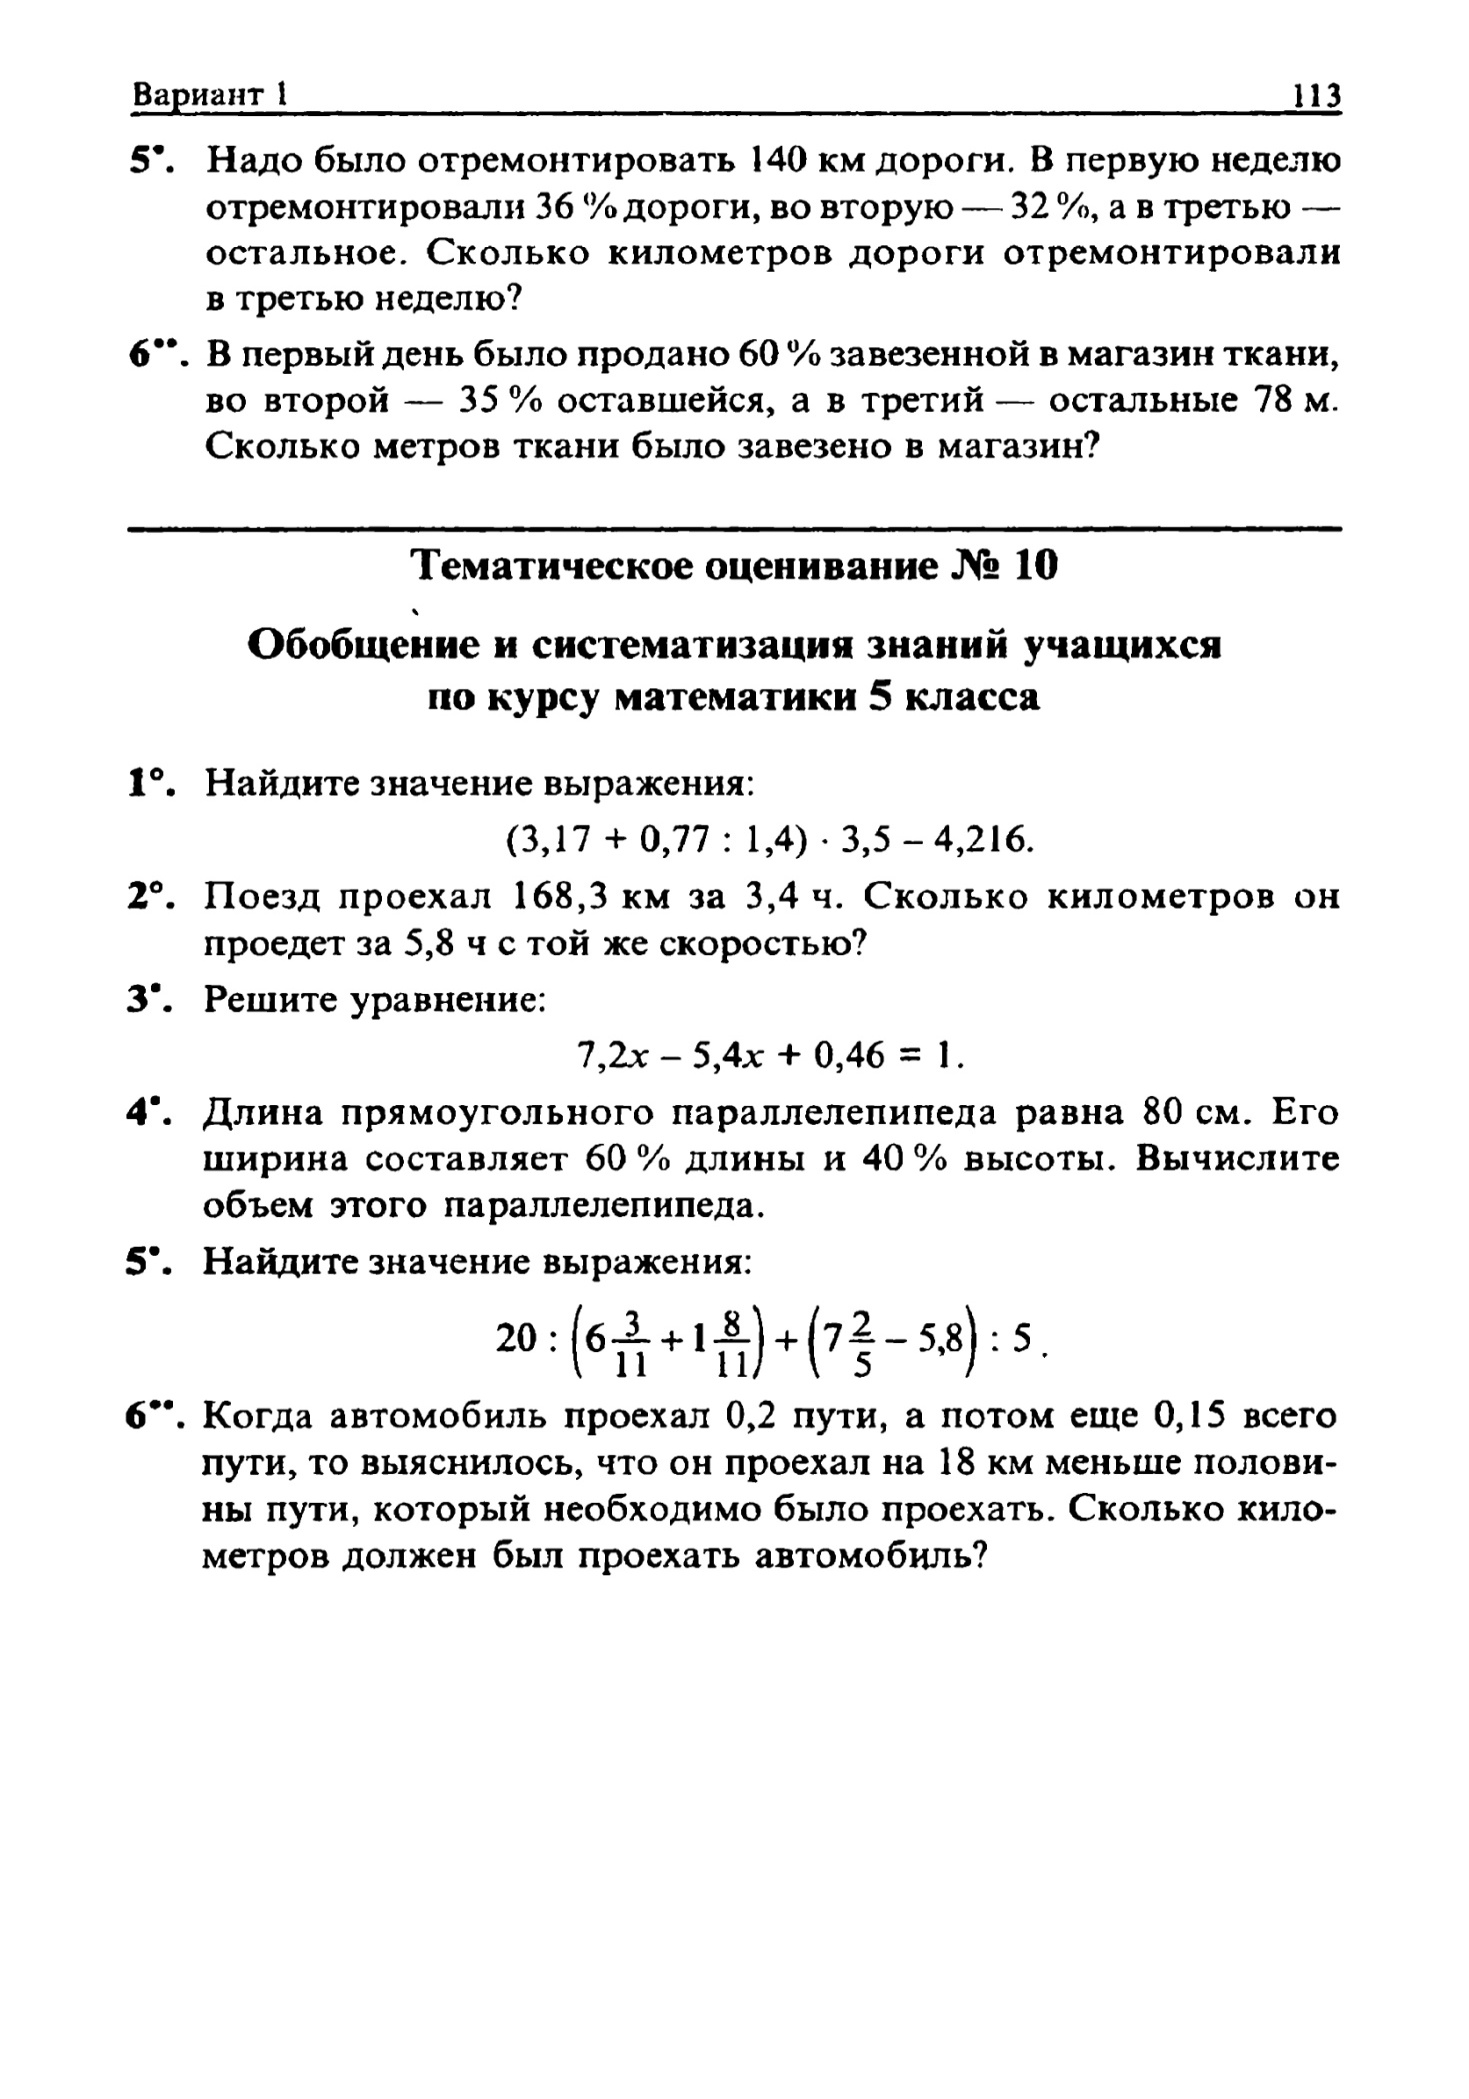 Вариант 1 113
5•. Надо было отремонтировать 140 км дороги. В первую неделю
отремонтировали 36 % дороги, во вторую — 32 %, а в третью —
остальное. Сколько километров дороги отремонтировали
в третью неделю?
6••. В первый день было продано 60 % завезенной в магазин ткани,
во второй — 35 % оставшейся, а в третий — остальные 78 м.
Сколько метров ткани было завезено в магазин?
Тематическое оценивание № 10
Обобщение и систематизация знаний учащихся
по курсу математики 5 класса
1°. Найдите значение выражения:
(3,17 + 0,77 : 1,4) · 3,5 – 4,216.
2°. Поезд проехал 168,3 км за 3,4 ч. Сколько километров он
проедет за 5,8 ч с той же скоростью?
3•. Решите уравнение:
7,2x – 5,4x + 0,46 = 1.
4•. Длина прямоугольного параллелепипеда равна 80 см. Его
ширина составляет 60 % длины и 40 % высоты. Вычислите
объем этого параллелепипеда.
5•. Найдите значение выражения:
20 : (6 3/11 + 1 8/11) + (7 2/5 – 5,8) : 5.
6••. Когда автомобиль проехал 0,2 пути, а потом еще 0,15 всего
пути, то выяснилось, что он проехал на 18 км меньше полови-
ны пути, который необходимо было проехать. Сколько кило-
метров должен был проехать автомобиль?